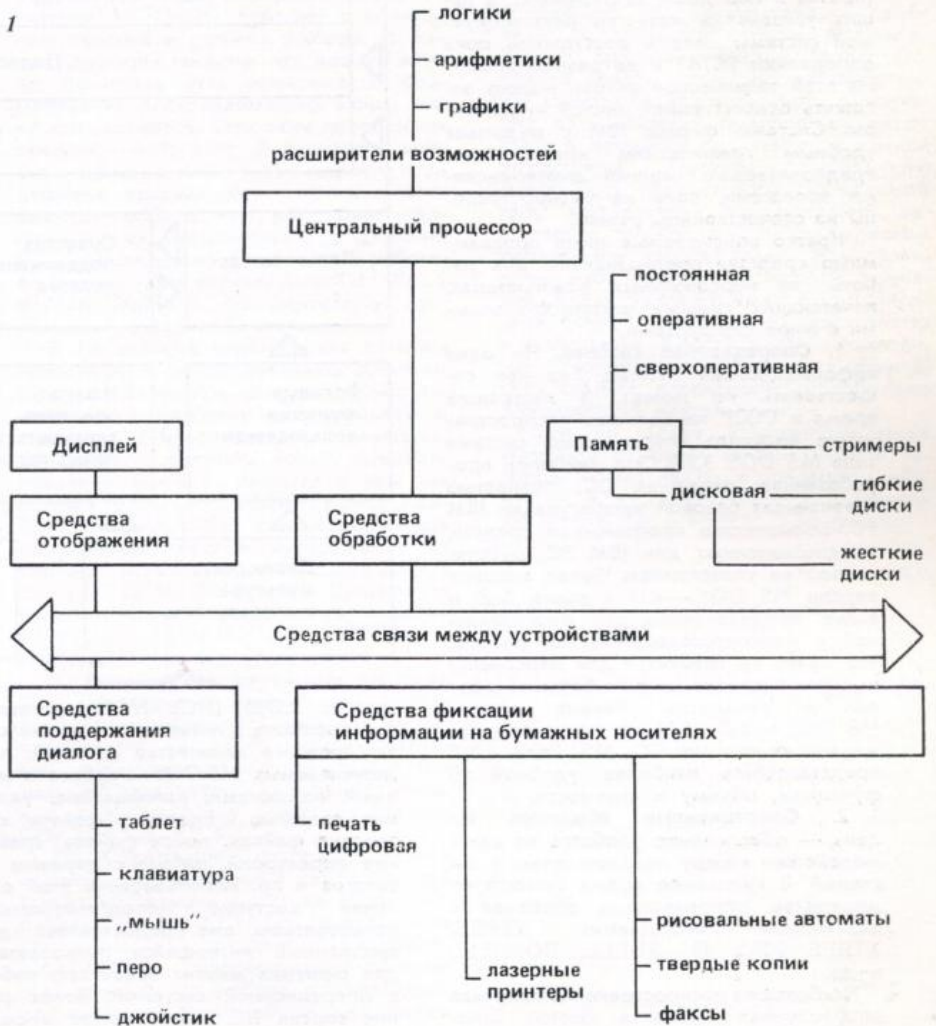 1
логики
арифметики
графики
расширители возможностей
Центральный процессор
постоянная
оперативная
сверхоперативная
Дисплей
Память
стримеры
дисковая
гибкие
диски
жесткие
диски
Средства
отображения
Средства
обработки
Средства связи между устройствами
Средства
поддержания
диалога
Средства фиксации
информации на бумажных носителях
таблет
клавиатура
„мышь"
перо
джойстик
печать
цифровая
лазерные
принтеры
рисовальные автоматы
твердые копии
факсы